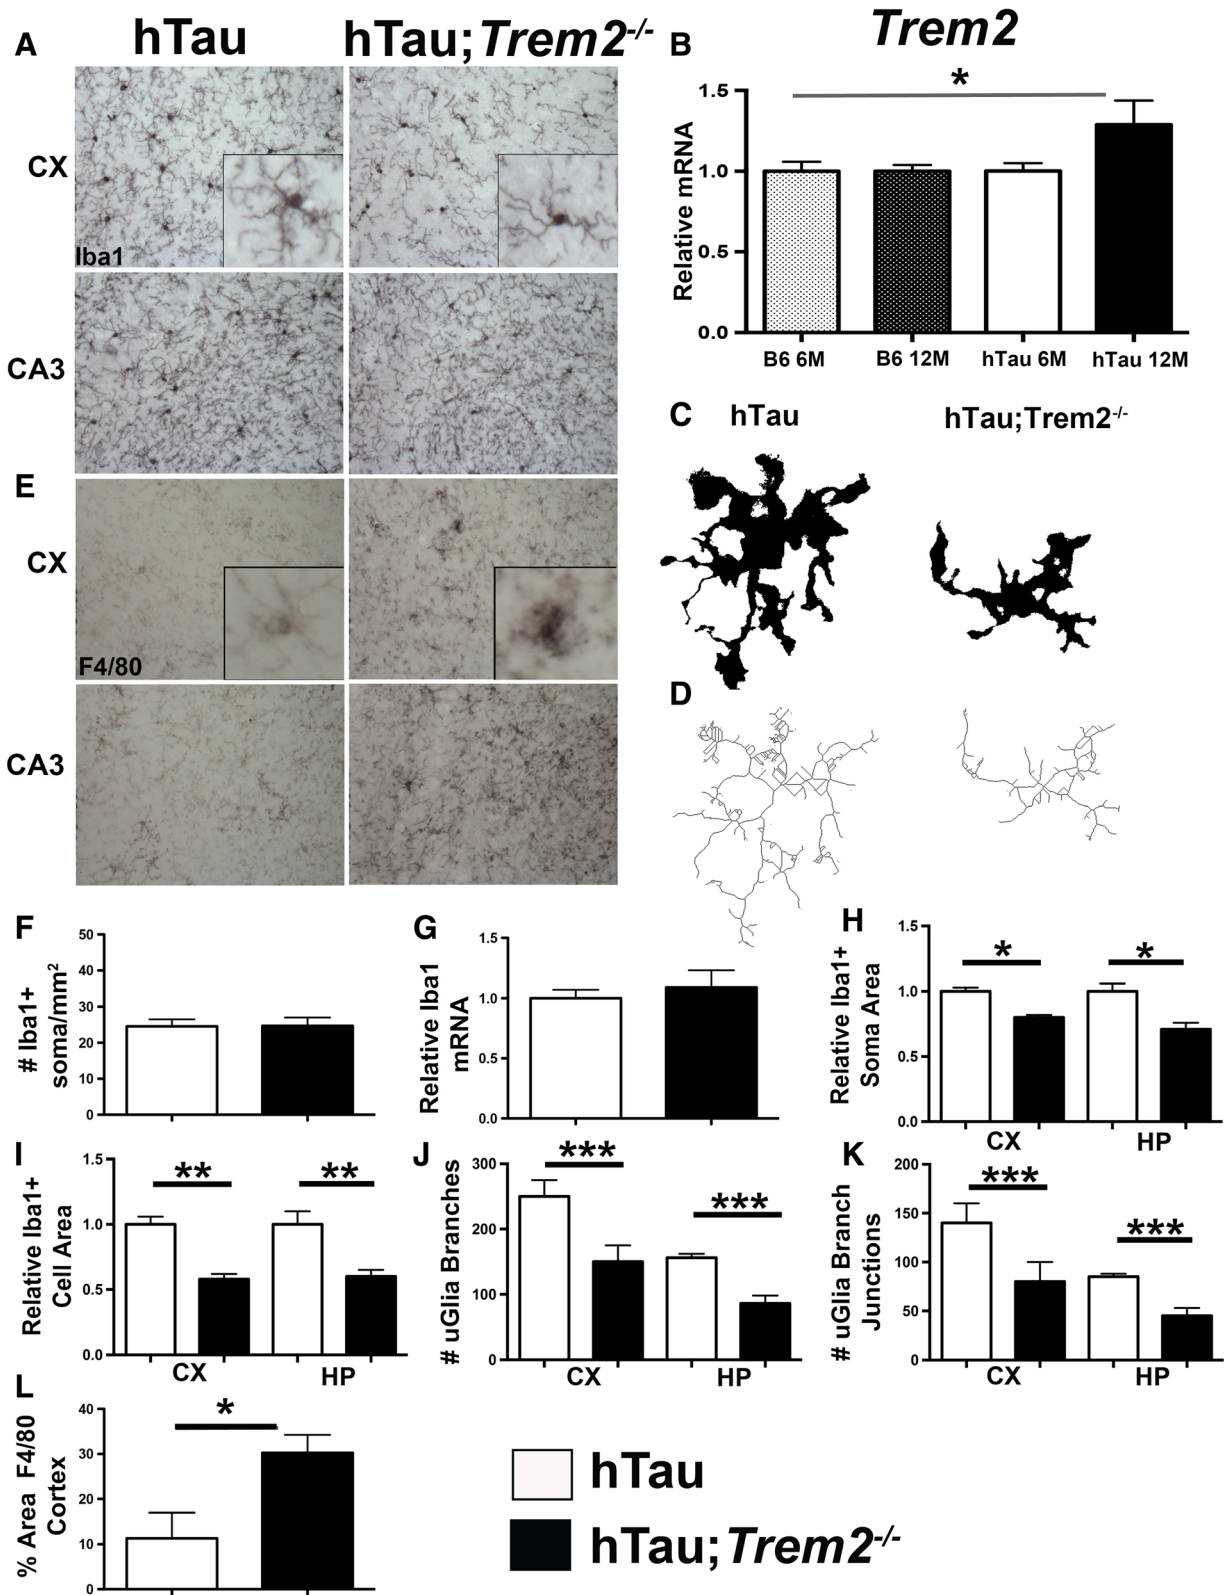 A
hTau
hTau;Trem2-/-
CX
Iba1
CA3
E
CX
F4/80
CA3
B
Trem2
*
Relative mRNA
1.5
1.0
0.5
0.0
B6 6M
B6 12M
hTau 6M
hTau 12M
C
hTau
hTau;Trem2-/-
D
F
# Iba1+
soma/mm2
50
40
30
20
10
0
G
Relative Iba1
mRNA
1.5
1.0
0.5
0.0
H
Relative Iba1+
Soma Area
1.5
1.0
0.5
0.0
*
*
CX
HP
I
Relative Iba1+
Cell Area
1.5
1.0
0.5
0.0
**
**
CX
HP
J
# uGlia Branches
300
200
100
0
***
***
CX
HP
K
# uGlia Branch
Junctions
200
150
100
50
0
***
***
CX
HP
L
% Area F4/80
Cortex
40
30
20
10
0
*
hTau
hTau;Trem2-/-